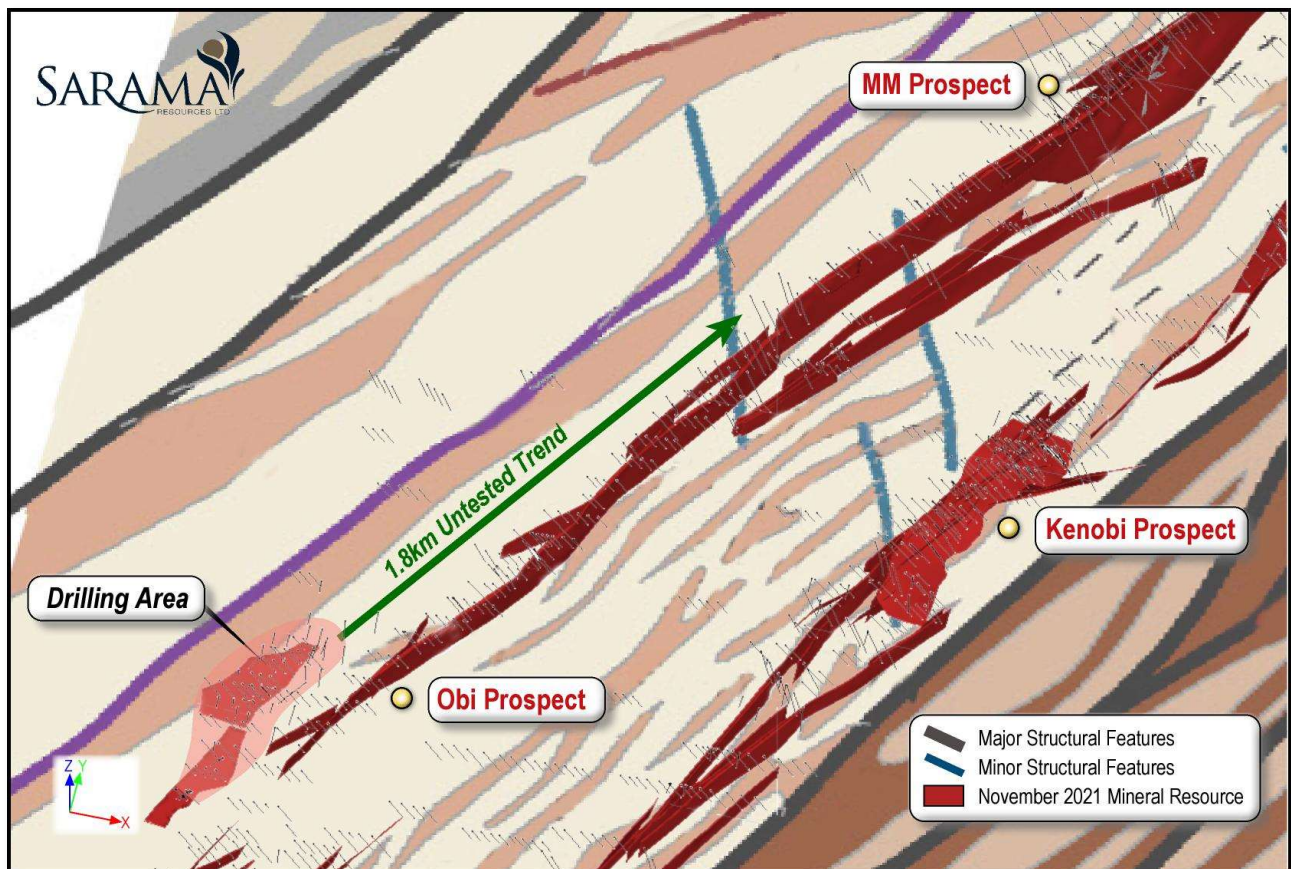 SARAMA
RESOURCES LTD
MM Prospect
1.8km Untested Trend
Kenobi Prospect
Drilling Area
Obi Prospect
Major Structural Features
Minor Structural Features
November 2021 Mineral Resource
Z
Y
X